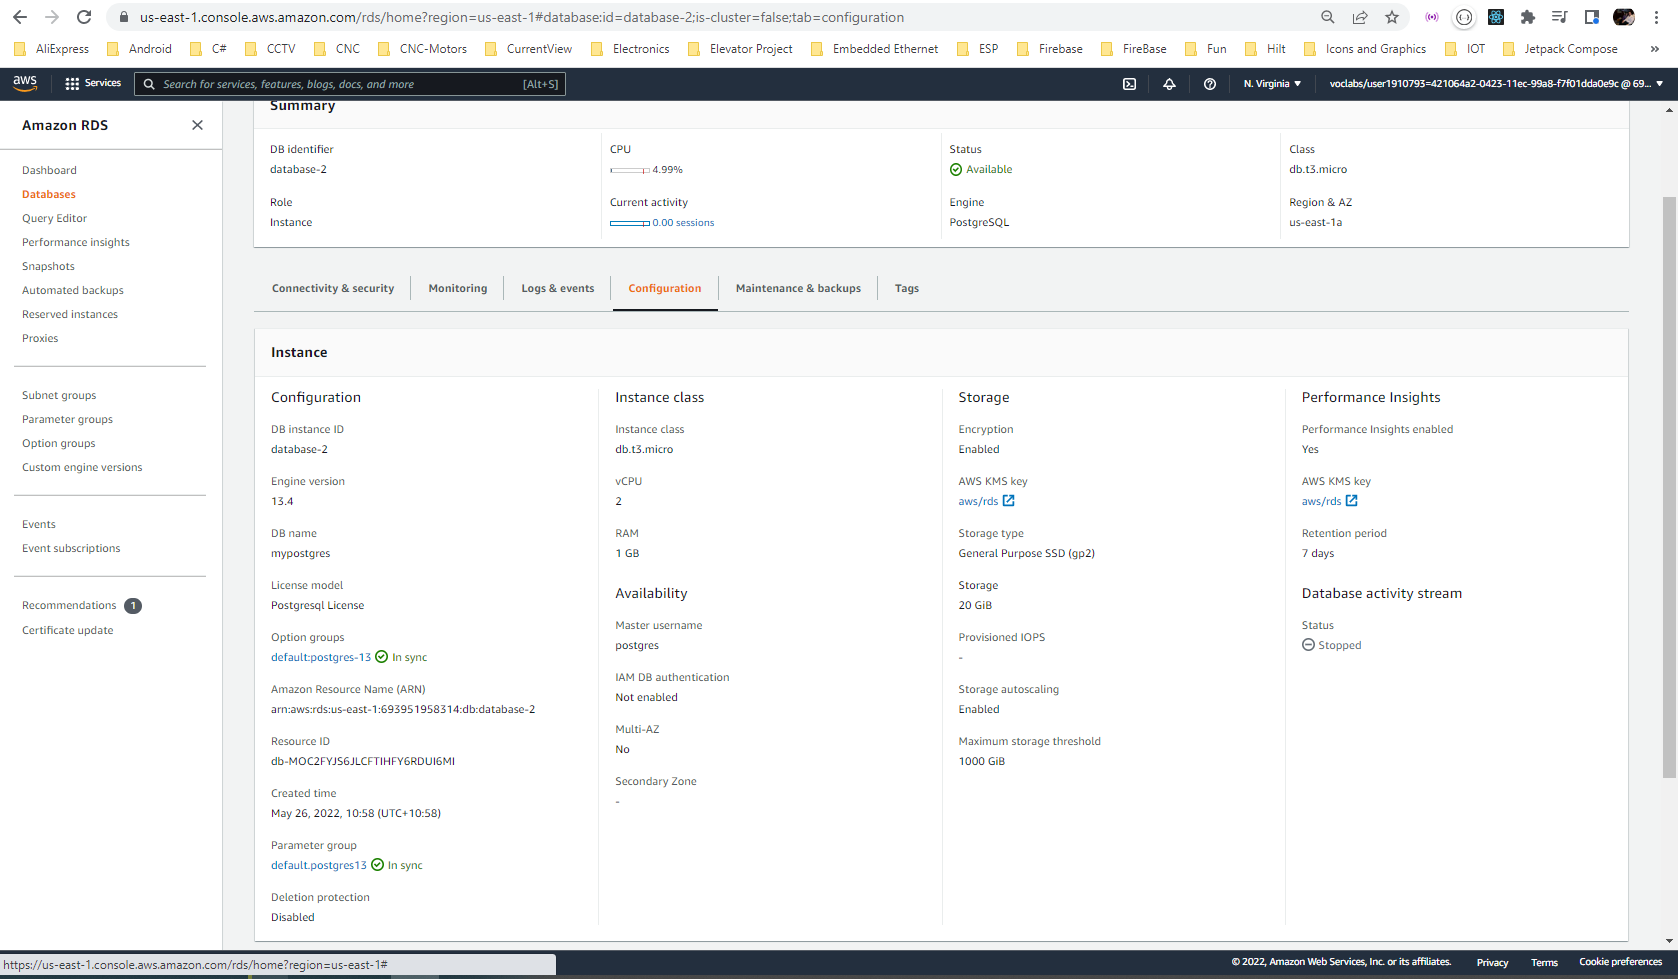 us-east-1.console.aws.amazon.com/rds/home?region=us-east-1#database:id=database-2;is-cluster=false;tab=configuration
AliExpress Android C# CCTV CNC CNC-Motors CurrentView Electronics Elevator Project Embedded Ethernet ESP Firebase FireBase Fun Hilt Icons and Graphics IOT Jetpack Compose »
aws Services Search for services, features, blogs, docs, and more [Alt+S] N. Virginia ▼ voclabs/user1910793=421064a2-0423-11ec-99a8-f7f01dda0e9c @ 69... ▼
Amazon RDS
Dashboard
Databases
Query Editor
Performance insights
Snapshots
Automated backups
Reserved instances
Proxies
Subnet groups
Parameter groups
Option groups
Custom engine versions
Events
Event subscriptions
Recommendations 1
Certificate update
Summary
DB identifier
database-2
Role
Instance
CPU
4.99%
Current activity
0.00 sessions
Status
Available
Engine
PostgreSQL
Class
db.t3.micro
Region & AZ
us-east-1a
Connectivity & security Monitoring Logs & events Configuration Maintenance & backups Tags
Instance
Configuration
DB instance ID
database-2
Engine version
13.4
DB name
mypostgres
License model
Postgresql License
Option groups
default:postgres-13 In sync
Amazon Resource Name (ARN)
arn:aws:rds:us-east-1:693951958314:db:database-2
Resource ID
db-MOC2FYJS6JLCFTIHFY6RDUI6MI
Created time
May 26, 2022, 10:58 (UTC+10:58)
Parameter group
default.postgres13 In sync
Deletion protection
Disabled
Instance class
Instance class
db.t3.micro
vCPU
2
RAM
1 GB
Availability
Master username
postgres
IAM DB authentication
Not enabled
Multi-AZ
No
Secondary Zone
-
Storage
Encryption
Enabled
AWS KMS key
aws/rds
Storage type
General Purpose SSD (gp2)
Storage
20 GiB
Provisioned IOPS
-
Storage autoscaling
Enabled
Maximum storage threshold
1000 GiB
Performance Insights
Performance Insights enabled
Yes
AWS KMS key
aws/rds
Retention period
7 days
Database activity stream
Status
Stopped
https://us-east-1.console.aws.amazon.com/rds/home?region=us-east-1#
© 2022, Amazon Web Services, Inc. or its affiliates. Privacy Terms Cookie preferences